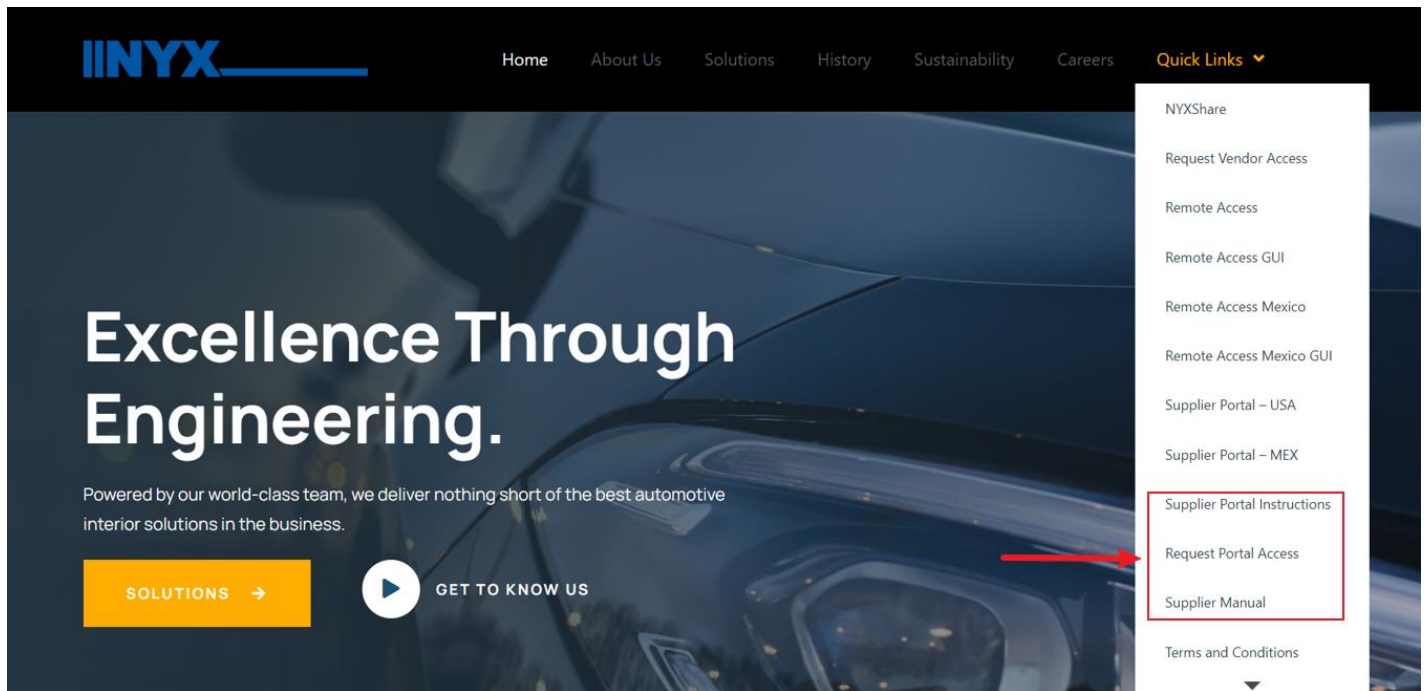 NYX
Home
About Us
Solutions
History
Sustainability
Careers
Quick Links
NYXShare
Request Vendor Access
Remote Access
Remote Access GUI
Remote Access Mexico
Remote Access Mexico GUI
Supplier Portal – USA
Supplier Portal – MEX
Supplier Portal Instructions
Request Portal Access
Supplier Manual
Terms and Conditions
Excellence Through
Engineering.
Powered by our world-class team, we deliver nothing short of the best automotive
interior solutions in the business.
SOLUTIONS
GET TO KNOW US